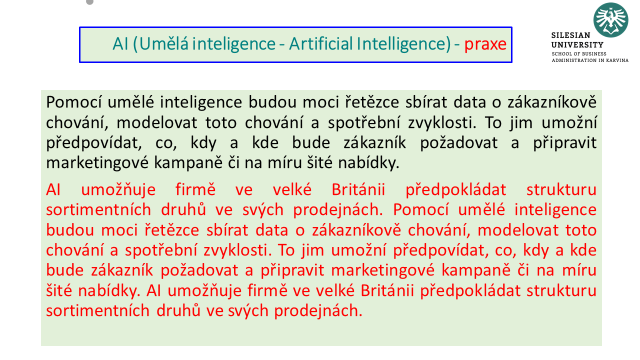 AI (Umělá inteligence - Artificial Intelligence) - praxe
SILESIAN
UNIVERSITY
SCHOOL OF BUSINESS
ADMINISTRATION IN KARVINA
Pomocí umělé inteligence budou moci řetězce sbírat data o zákazníkově
chování, modelovat toto chování a spotřební zvyklosti. To jim umožní
předpovídat, co, kdy a kde bude zákazník požadovat a připravit
marketingové kampaně či na míru šité nabídky.
AI umožňuje firmě ve velké Británii předpokládat strukturu
sortimentních druhů ve svých prodejnách. Pomocí umělé inteligence
budou moci řetězce sbírat data o zákazníkově chování, modelovat toto
chování a spotřební zvyklosti. To jim umožní předpovídat, co, kdy a kde
bude zákazník požadovat a připravit marketingové kampaně či na míru
šité nabídky. AI umožňuje firmě ve velké Británii předpokládat strukturu
sortimentních druhů ve svých prodejnách.